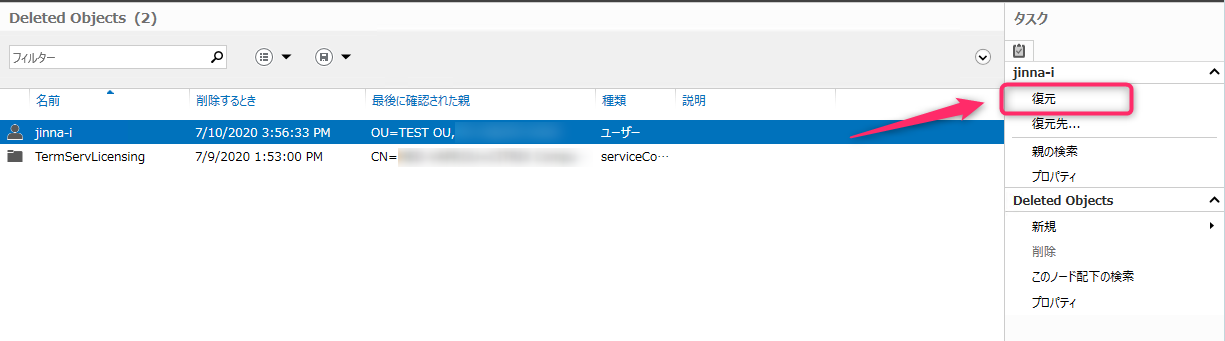 Deleted Objects (2)
フィルター
名前 削除するとき 最後に確認された親 種類 説明
jinna-i 7/10/2020 3:56:33 PM OU=TEST OU, ユーザー
TermServLicensing 7/9/2020 1:53:00 PM CN= serviceCo…
タスク
jinna-i
復元
復元先...
親の検索
プロパティ
Deleted Objects
新規
削除
このノード配下の検索
プロパティ